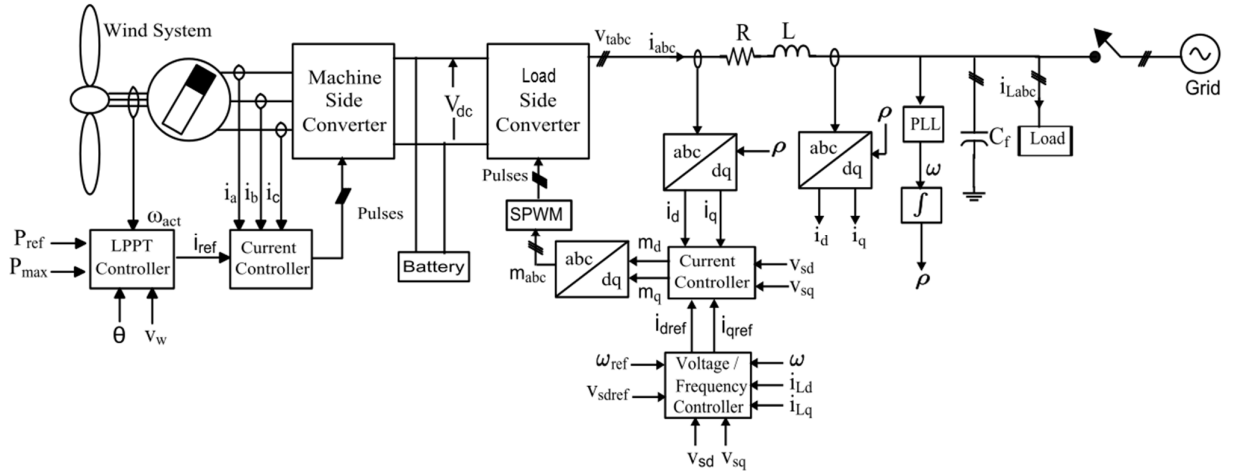 Wind System
Machine
Side
Converter
V_dc
Load
Side
Converter
v_tabc
i_abc
R
L
Grid
i_Labc
C_f
Load
PLL
ω
∫
ρ
abc
dq
ρ
i_d
i_q
abc
dq
ρ
i_d
i_q
Pulses
SPWM
m_abc
abc
dq
m_d
m_q
Current
Controller
v_sd
v_sq
i_dref
i_qref
ω_ref
v_sdref
Voltage /
Frequency
Controller
ω
i_Ld
i_Lq
v_sd
v_sq
Battery
Pulses
i_a
i_b
i_c
ω_act
P_ref
P_max
LPPT
Controller
i_ref
Current
Controller
θ
v_w